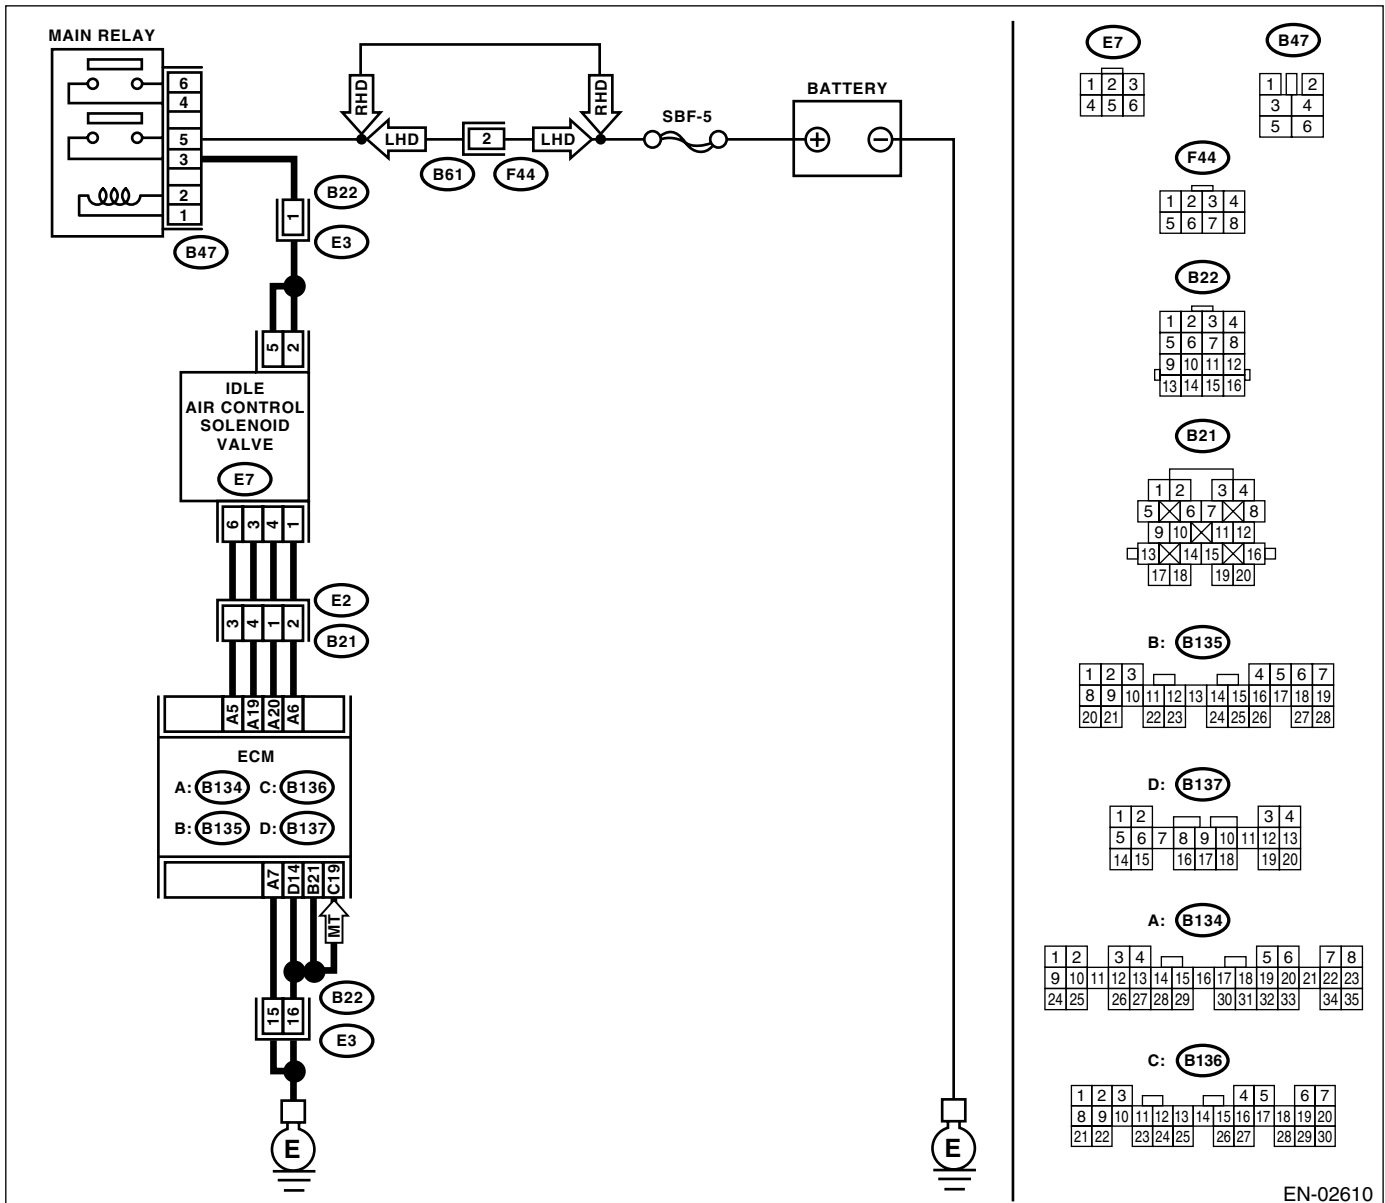 MAIN RELAY
6
4
5
3
2
1
B47
RHD
RHD
LHD
2
LHD
B61
F44
SBF-5
BATTERY
+
−
B22
1
E3
5 2
IDLE
AIR CONTROL
SOLENOID
VALVE
E7
6 3 4 1
E2
3 4 1 2
B21
A5 A19 A20 A6
ECM
A: B134 C: B136
B: B135 D: B137
A7 D14 B21 C19
MT
B22
15 16
E3
E
E
E7
1 2 3
4 5 6
B47
1 2
3 4
5 6
F44
1 2 3 4
5 6 7 8
B22
1 2 3 4
5 6 7 8
9 10 11 12
13 14 15 16
B21
1 2 3 4
5 6 7 8
9 10 11 12
13 14 15 16
17 18 19 20
B: B135
1 2 3 4 5 6 7
8 9 10 11 12 13 14 15 16 17 18 19
20 21 22 23 24 25 26 27 28
D: B137
1 2 3 4
5 6 7 8 9 10 11 12 13
14 15 16 17 18 19 20
A: B134
1 2 3 4 5 6 7 8
9 10 11 12 13 14 15 16 17 18 19 20 21 22 23
24 25 26 27 28 29 30 31 32 33 34 35
C: B136
1 2 3 4 5 6 7
8 9 10 11 12 13 14 15 16 17 18 19 20
21 22 23 24 25 26 27 28 29 30
EN-02610